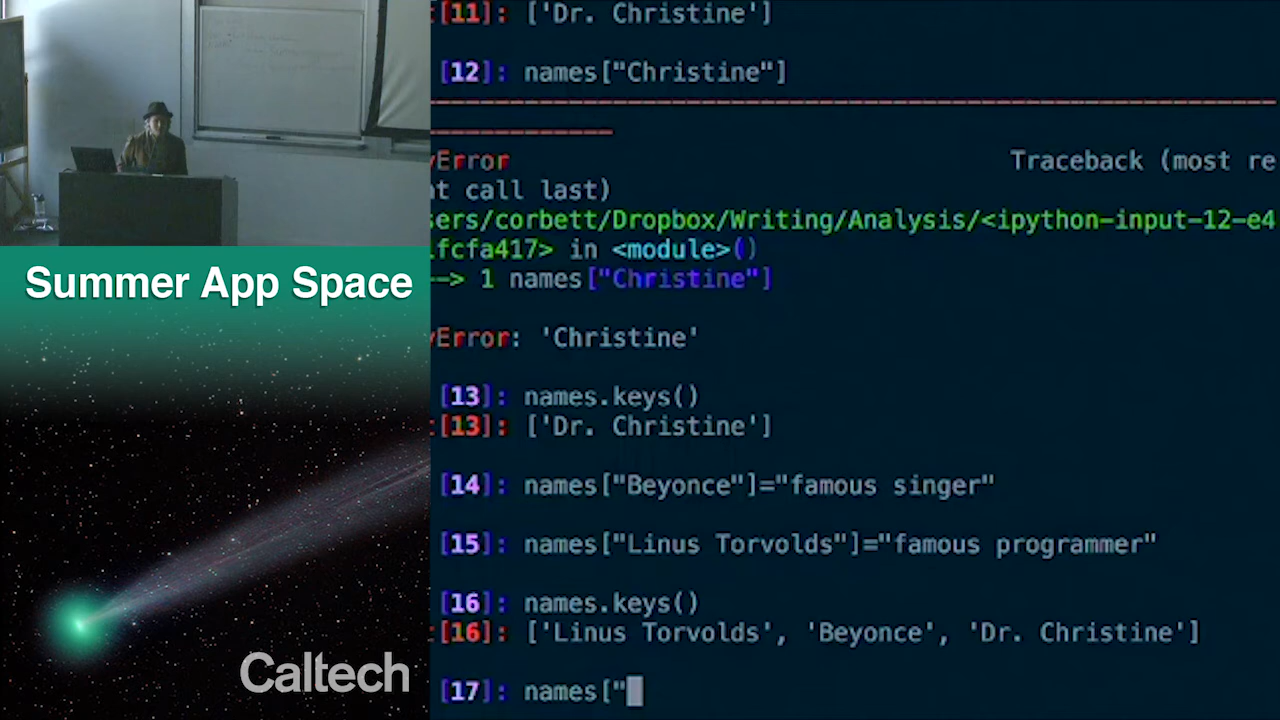 [11]: ['Dr. Christine']
[12]: names["Christine"]
Error Traceback (most re
t call last)
sers/corbett/Dropbox/Writing/Analysis/<ipython-input-12-e4
fcfa417> in <module>()
--> 1 names["Christine"]
Error: 'Christine'
[13]: names.keys()
[13]: ['Dr. Christine']
[14]: names["Beyonce"]="famous singer"
[15]: names["Linus Torvolds"]="famous programmer"
[16]: names.keys()
[16]: ['Linus Torvolds', 'Beyonce', 'Dr. Christine']
[17]: names["
Summer App Space
Caltech